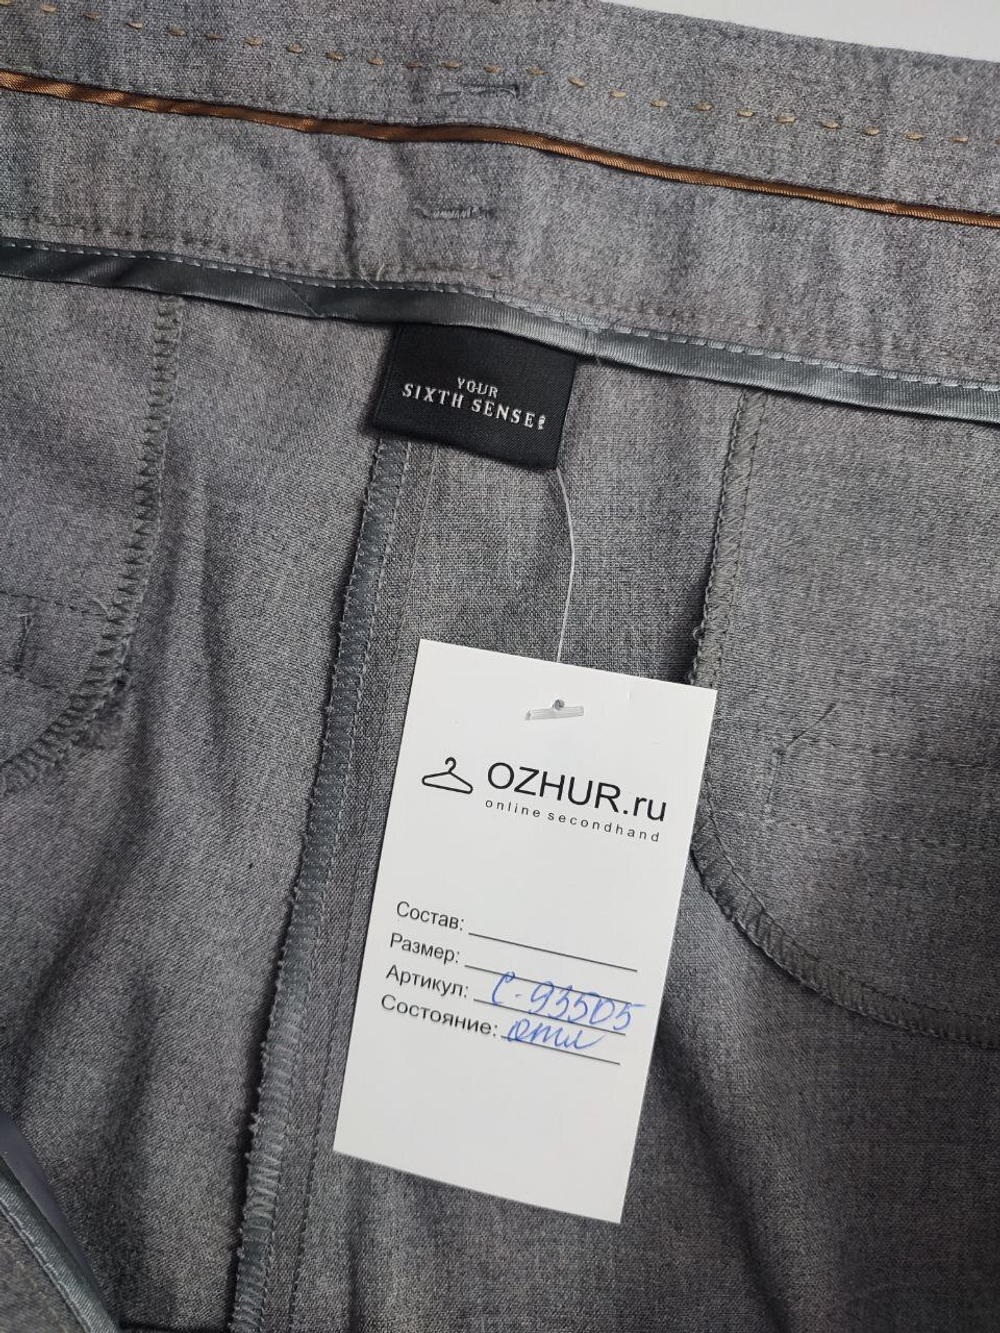 YOUR
SIXTH SENSE
OZHUR.ru
online secondhand
Состав:
Размер:
Артикул: С-93505
Состояние: отл